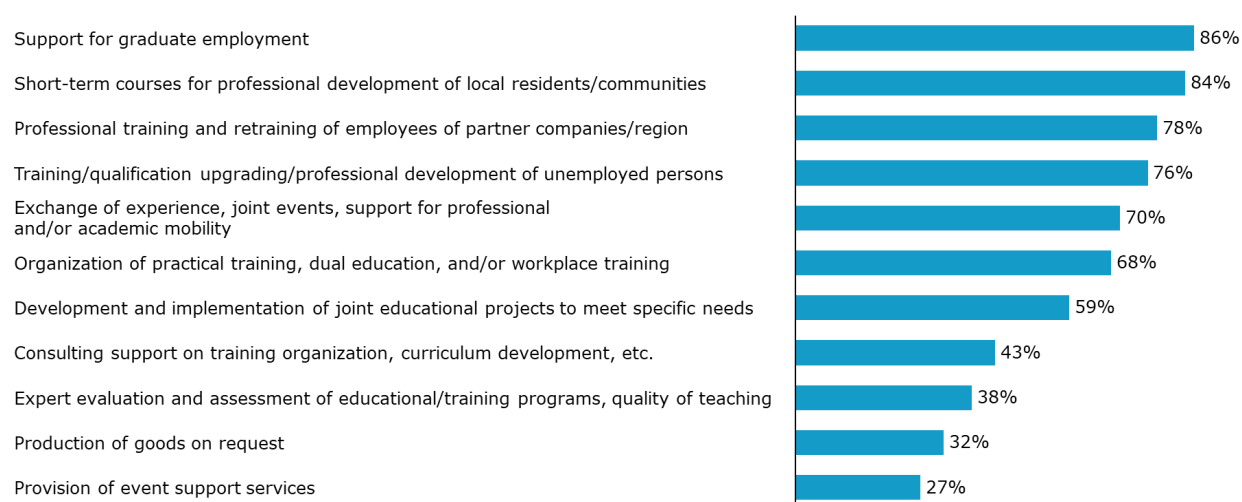 Support for graduate employment 86%
Short-term courses for professional development of local residents/communities 84%
Professional training and retraining of employees of partner companies/region 78%
Training/qualification upgrading/professional development of unemployed persons 76%
Exchange of experience, joint events, support for professional
and/or academic mobility 70%
Organization of practical training, dual education, and/or workplace training 68%
Development and implementation of joint educational projects to meet specific needs 59%
Consulting support on training organization, curriculum development, etc. 43%
Expert evaluation and assessment of educational/training programs, quality of teaching 38%
Production of goods on request 32%
Provision of event support services 27%